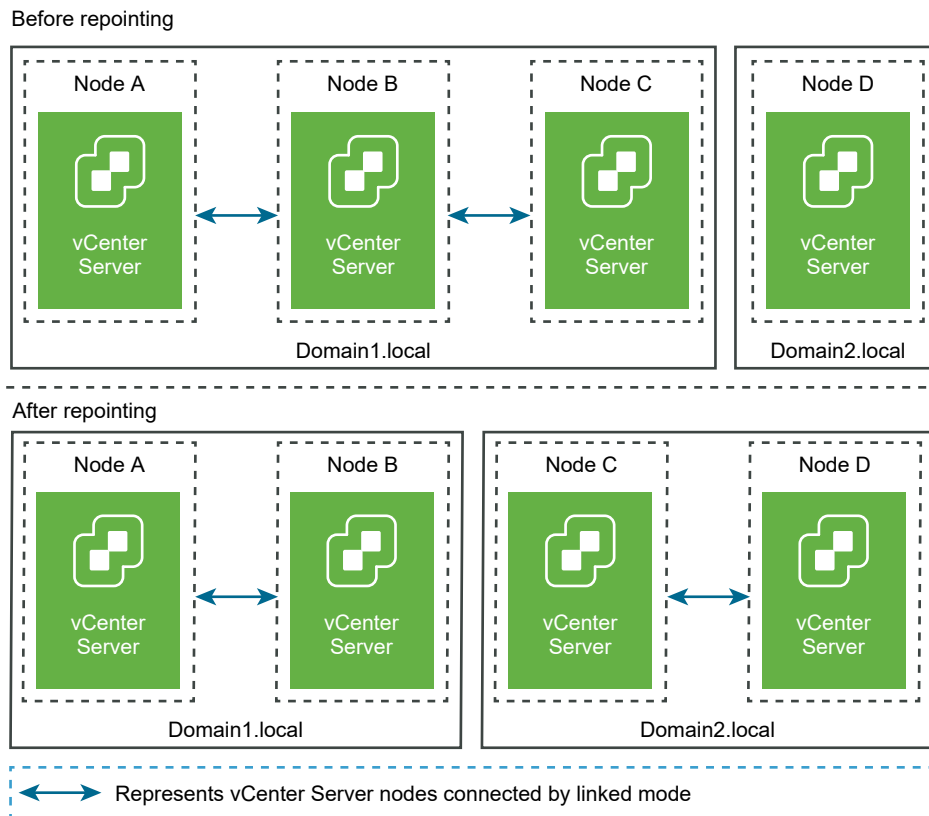 Before repointing
Node A
Node B
Node C
Node D
vCenter
Server
vCenter
Server
vCenter
Server
vCenter
Server
Domain1.local
Domain2.local
After repointing
Node A
Node B
Node C
Node D
vCenter
Server
vCenter
Server
vCenter
Server
vCenter
Server
Domain1.local
Domain2.local
Represents vCenter Server nodes connected by linked mode